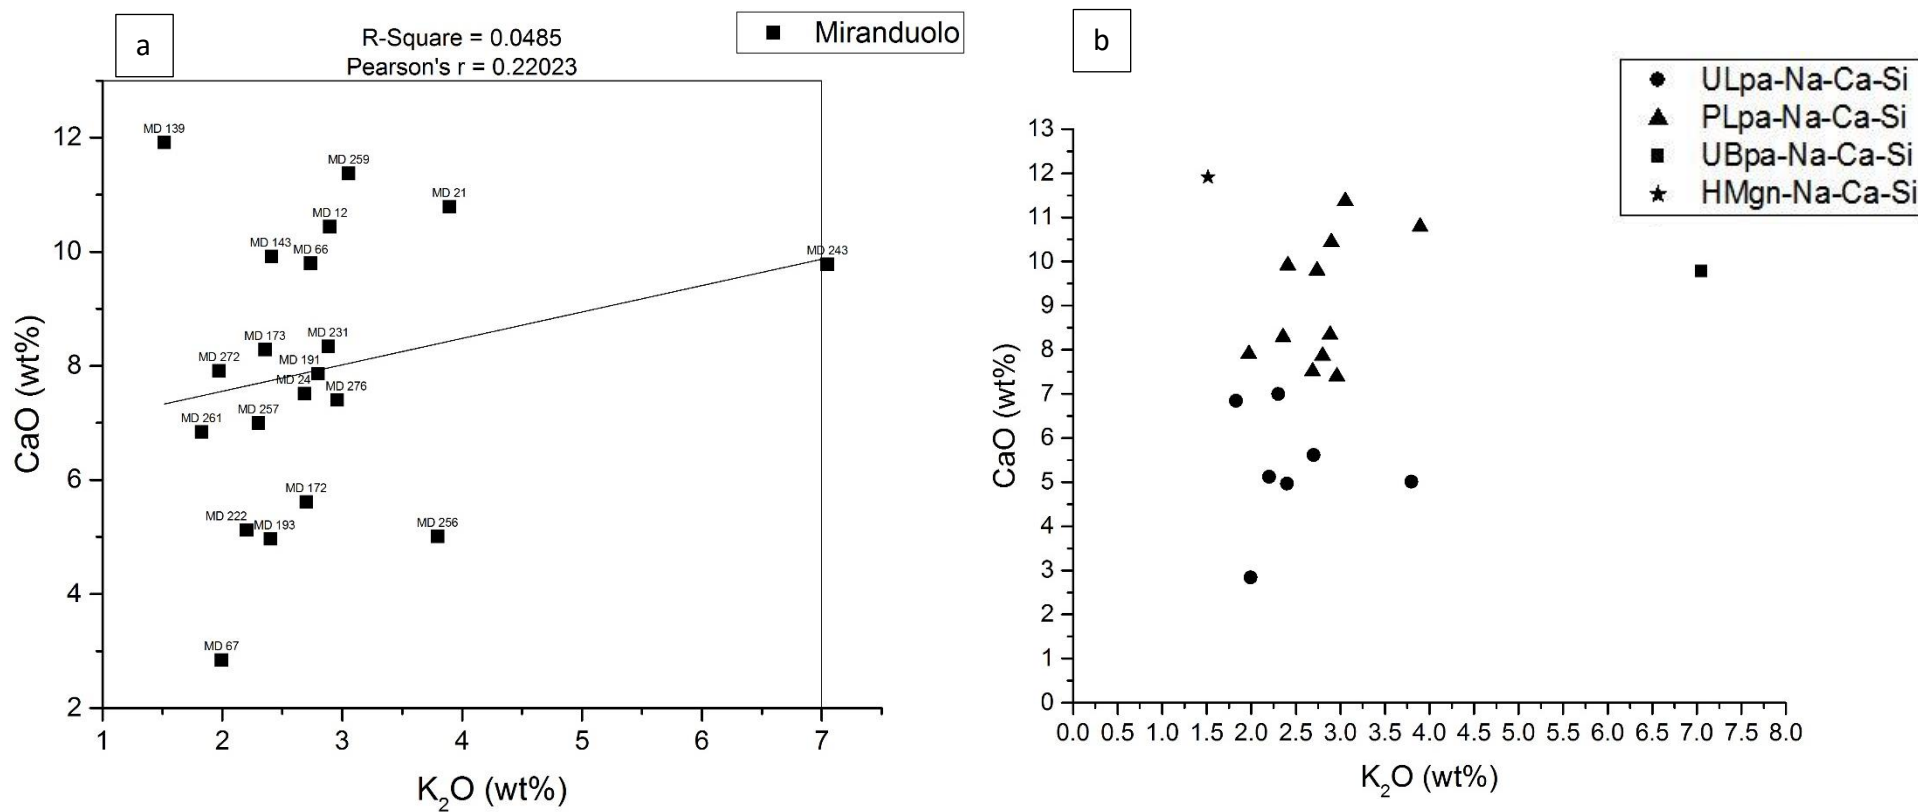 a
R-Square = 0.0485
Pearson's r = 0.22023
Miranduolo
CaO (wt%)
12
10
8
6
4
2
MD 139
MD 259
MD 21
MD 12
MD 143
MD 66
MD 243
MD 173
MD 231
MD 272
MD 191
MD 24
MD 276
MD 261
MD 257
MD 172
MD 222
MD 193
MD 256
MD 67
1 2 3 4 5 6 7
K₂O (wt%)
b
ULpa-Na-Ca-Si
PLpa-Na-Ca-Si
UBpa-Na-Ca-Si
HMgn-Na-Ca-Si
CaO (wt%)
13
12
11
10
9
8
7
6
5
4
3
2
1
0
0.0 0.5 1.0 1.5 2.0 2.5 3.0 3.5 4.0 4.5 5.0 5.5 6.0 6.5 7.0 7.5 8.0
K₂O (wt%)